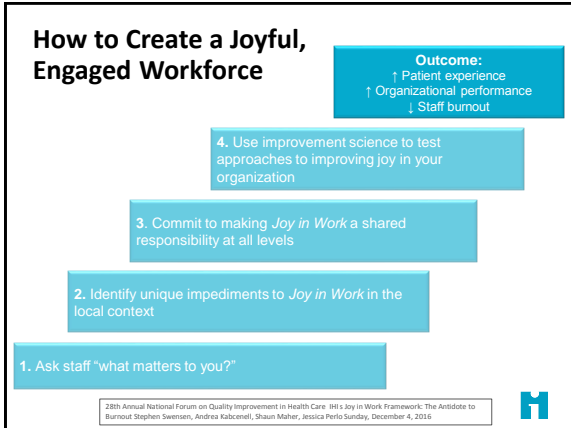 How to Create a Joyful,
Engaged Workforce
Outcome:
↑ Patient experience
↑ Organizational performance
↓ Staff burnout
4. Use improvement science to test
approaches to improving joy in your
organization
3. Commit to making Joy in Work a shared
responsibility at all levels
2. Identify unique impediments to Joy in Work in the
local context
1. Ask staff “what matters to you?”
28th Annual National Forum on Quality Improvement in Health Care IHI s Joy in Work Framework: The Antidote to
Burnout Stephen Swensen, Andrea Kabcenell, Shaun Maher, Jessica Perlo Sunday, December 4, 2016